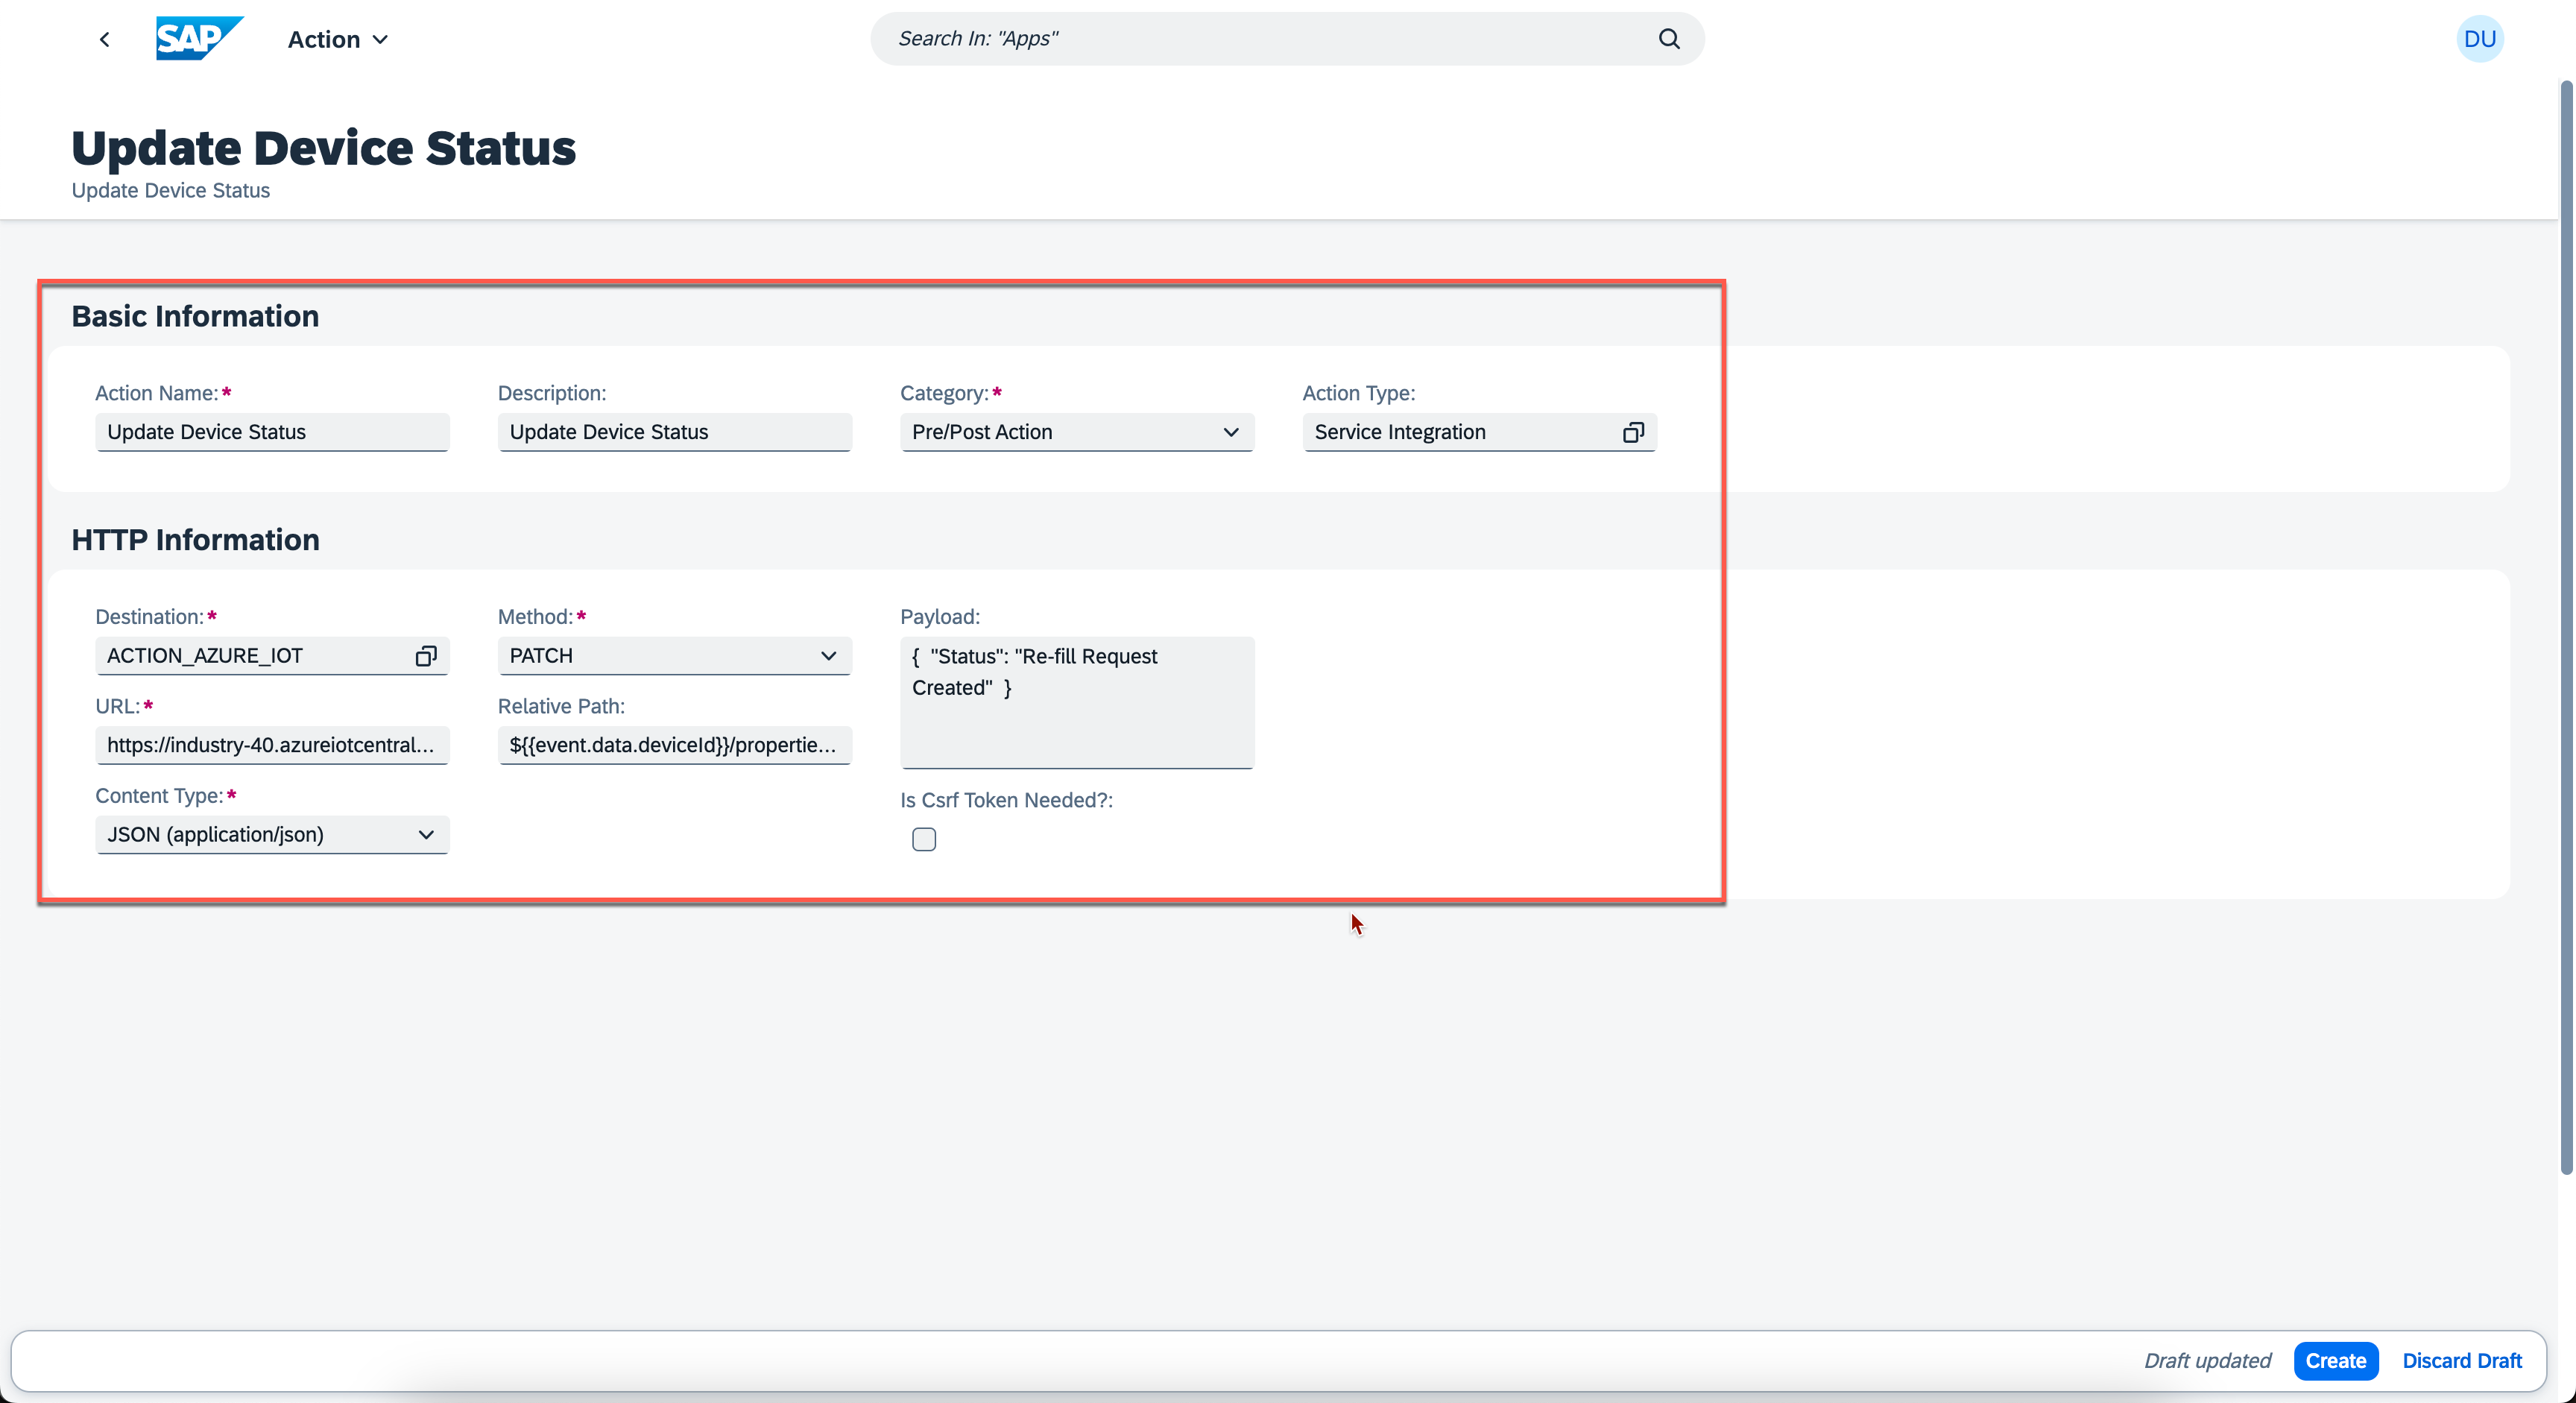 SAP
Action
Search In: "Apps"
DU
Update Device Status
Update Device Status
Basic Information
Action Name:*
Description:
Category:*
Action Type:
Update Device Status
Update Device Status
Pre/Post Action
Service Integration
HTTP Information
Destination:*
Method:*
Payload:
ACTION_AZURE_IOT
PATCH
{  "Status": "Re-fill Request
Created"  }
URL:*
Relative Path:
https://industry-40.azureiotcentral...
${{event.data.deviceId}}/propertie...
Content Type:*
Is Csrf Token Needed?:
JSON (application/json)
Draft updated
Create
Discard Draft